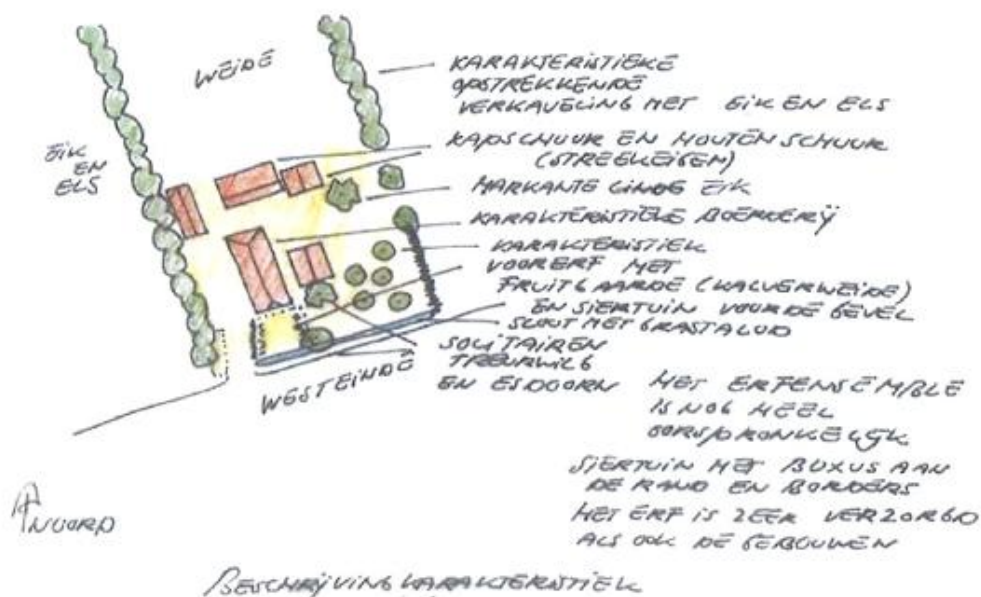 WEIDE
EIK
EN
ELS
KARAKTERISTIEKE
OPSTREKKENDE
VERKAVELING MET EIK EN ELS
KAPSCHUUR EN HOUTEN SCHUUR
(STREEKEIGEN)
MARKANTE LINDE EIK
KARAKTERISTIEKE BOERDERIJ
KARAKTERISTIEK
VOORERF MET
FRUITGAARDE (KALVERWEIDE)
EN SIERTUIN VOOR DE GEVEL
SLOOT MET GRASTALUD
SOLITAIREN
TREURWILG
EN ESDOORN
WESTEINDE
HET ERFENSEMBLE
IS NOG HEEL
OORSPRONKELIJK
SIERTUIN MET BUXUS AAN
DE RAND EN BORDERS
HET ERF IS ZEER VERZORGD
ALS OOK DE GEBOUWEN
NOORD
BESCHRIJVING KARAKTERISTIEK